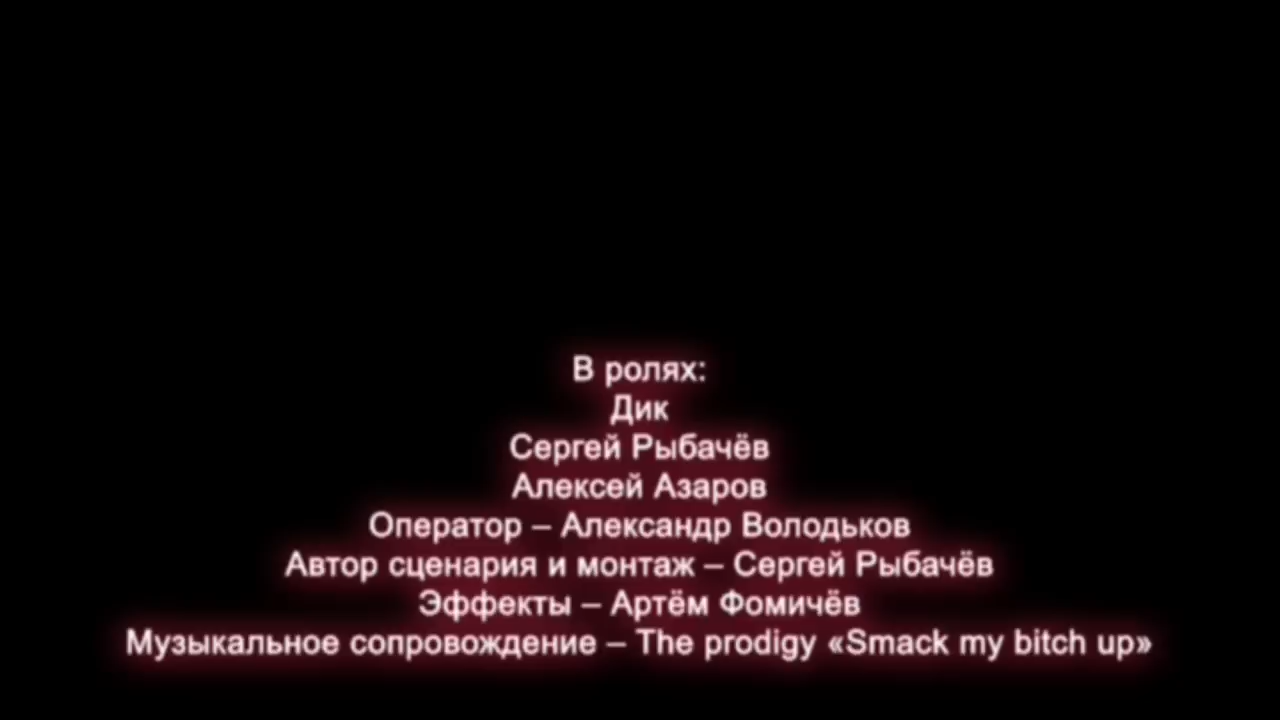 В ролях:
Дик
Сергей Рыбачёв
Алексей Азаров
Оператор – Александр Володьков
Автор сценария и монтаж – Сергей Рыбачёв
Эффекты – Артём Фомичёв
Музыкальное сопровождение – The prodigy «Smack my bitch up»